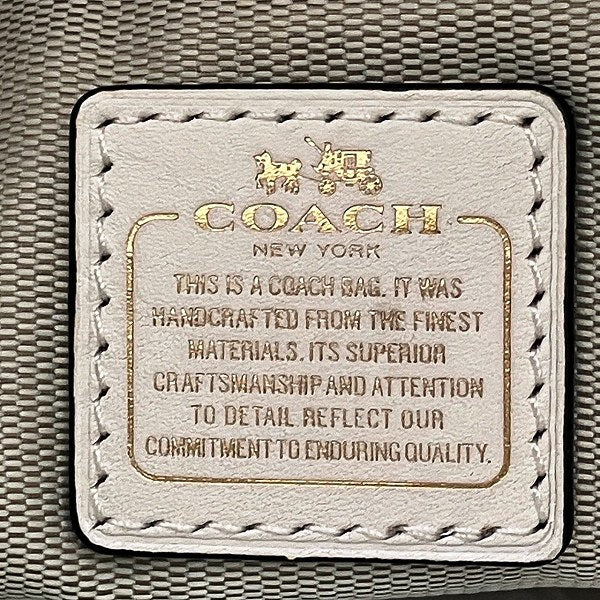 COACH
NEW YORK
THIS IS A COACH BAG. IT WAS
HANDCRAFTED FROM THE FINEST
MATERIALS. ITS SUPERIOR
CRAFTSMANSHIP AND ATTENTION
TO DETAIL REFLECT OUR
COMMITMENT TO ENDURING QUALITY.